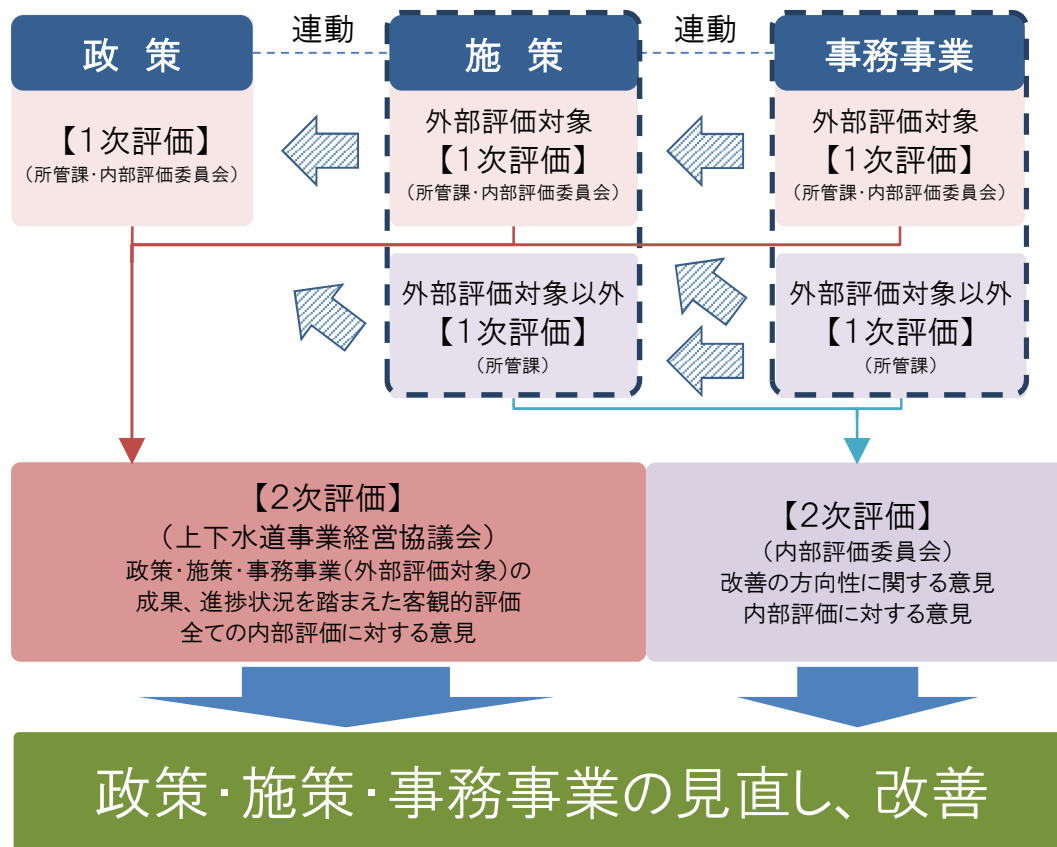 連動
連動
政 策
施 策
事務事業
【1次評価】
（所管課･内部評価委員会）
外部評価対象
【1次評価】
（所管課･内部評価委員会）
外部評価対象
【1次評価】
（所管課･内部評価委員会）
外部評価対象以外
【1次評価】
（所管課）
外部評価対象以外
【1次評価】
（所管課）
【2次評価】
（上下水道事業経営協議会）
政策･施策･事務事業（外部評価対象）の
成果、進捗状況を踏まえた客観的評価
全ての内部評価に対する意見
【2次評価】
（内部評価委員会）
改善の方向性に関する意見
内部評価に対する意見
政策･施策･事務事業の見直し、改善